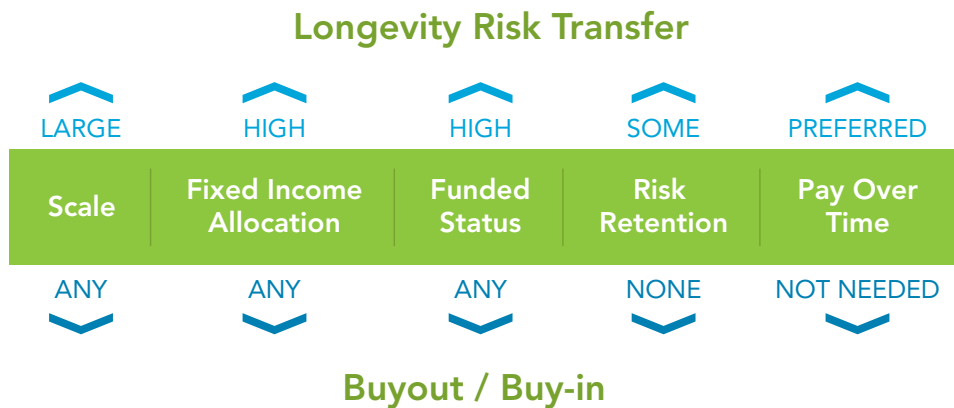 Longevity Risk Transfer
LARGE HIGH HIGH SOME PREFERRED
Scale
Fixed Income
Allocation
Funded
Status
Risk
Retention
Pay Over
Time
ANY ANY ANY NONE NOT NEEDED
Buyout / Buy-in